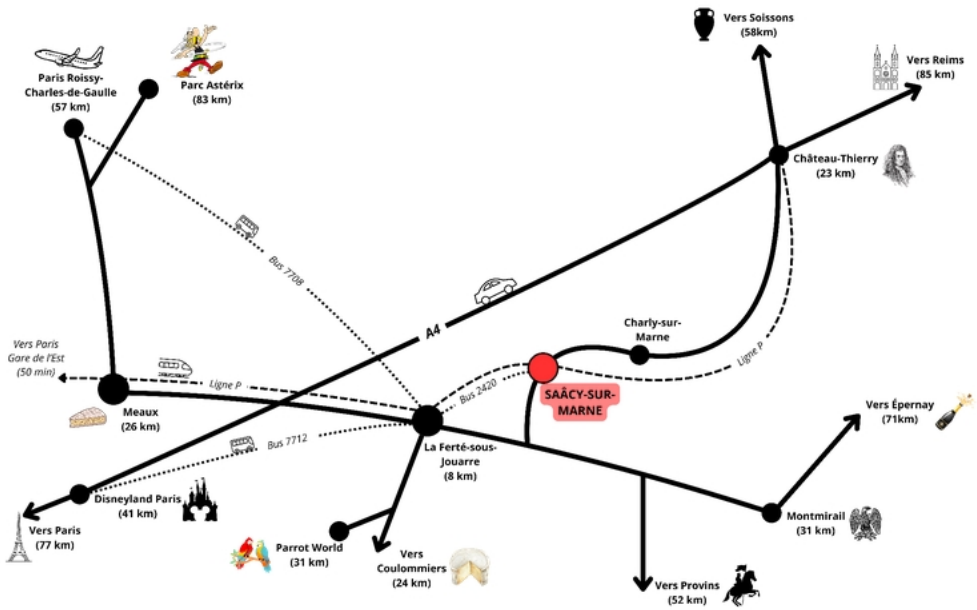 Vers Soissons
(58km)
Paris Roissy-
Charles-de-Gaulle
(57 km)
Parc Astérix
(83 km)
Vers Reims
(85 km)
Château-Thierry
(23 km)
Bus 7708
A4
Charly-sur-
Marne
Vers Paris
Gare de l'Est
(50 min)
Ligne P
Ligne P
Bus 2420
SAÂCY-SUR-
MARNE
Meaux
(26 km)
Vers Épernay
(71km)
Bus 7712
La Ferté-sous-
Jouarre
(8 km)
Disneyland Paris
(41 km)
Montmirail
(31 km)
Vers Paris
(77 km)
Parrot World
(31 km)
Vers
Coulommiers
(24 km)
Vers Provins
(52 km)